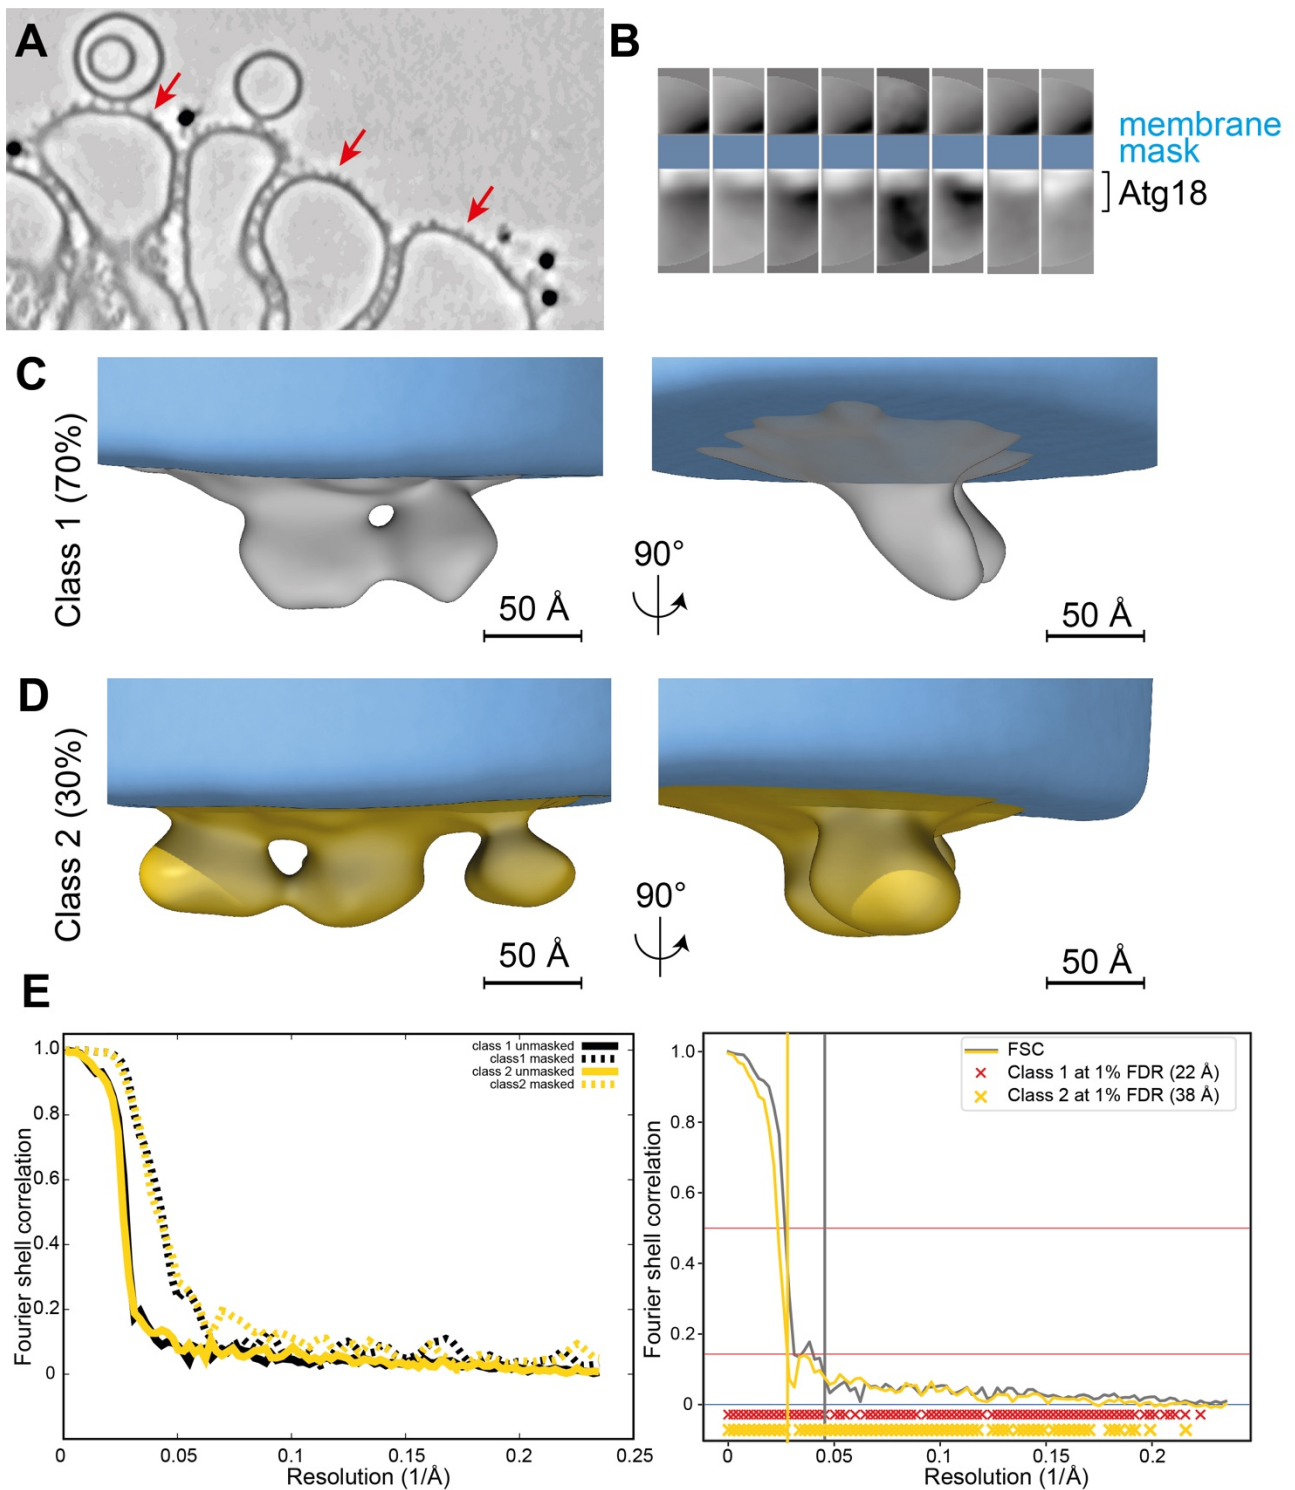 A
B
membrane
mask
Atg18
C
Class 1 (70%)
50 Å
90°
50 Å
D
Class 2 (30%)
50 Å
90°
50 Å
E
class 1 unmasked
class1 masked
class 2 unmasked
class2 masked
Fourier shell correlation
1.0
0.8
0.6
0.4
0.2
0
0
0.05
0.1
0.15
0.2
0.25
Resolution (1/Å)
FSC
Class 1 at 1% FDR (22 Å)
Class 2 at 1% FDR (38 Å)
Fourier shell correlation
1.0
0.8
0.6
0.4
0.2
0
0
0.05
0.1
0.15
0.2
Resolution (1/Å)